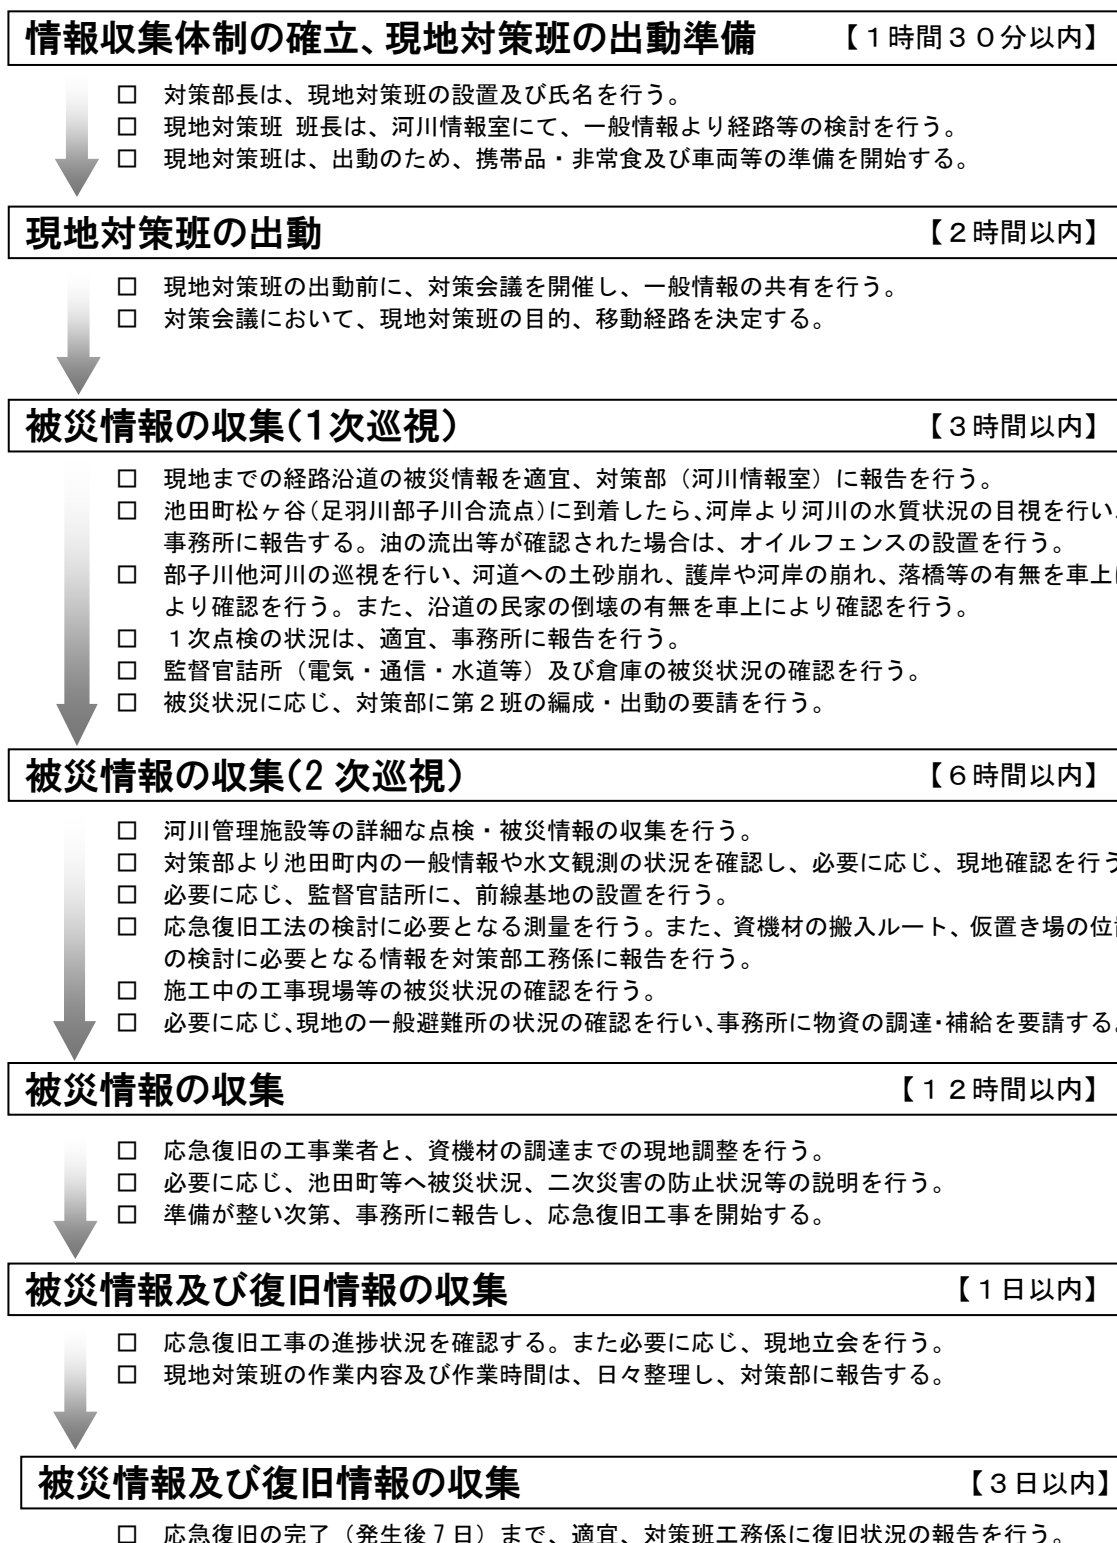 情報収集体制の確立、現地対策班の出動準備 【１時間３０分以内】
□ 対策部長は、現地対策班の設置及び氏名を行う。
□ 現地対策班 班長は、河川情報室にて、一般情報より経路等の検討を行う。
□ 現地対策班は、出動のため、携帯品・非常食及び車両等の準備を開始する。
現地対策班の出動 【２時間以内】
□ 現地対策班の出動前に、対策会議を開催し、一般情報の共有を行う。
□ 対策会議において、現地対策班の目的、移動経路を決定する。
被災情報の収集（１次巡視） 【３時間以内】
□ 現地までの経路沿道の被災情報を適宜、対策部（河川情報室）に報告を行う。
□ 池田町松ヶ谷（足羽川部子川合流点）に到着したら、河岸より河川の水質状況の目視を行い、
事務所に報告する。油の流出等が確認された場合は、オイルフェンスの設置を行う。
□ 部子川他河川の巡視を行い、河道への土砂崩れ、護岸や河岸の崩れ、落橋等の有無を車上に
より確認を行う。また、沿道の民家の倒壊の有無を車上により確認を行う。
□ １次点検の状況は、適宜、事務所に報告を行う。
□ 監督官詰所（電気・通信・水道等）及び倉庫の被災状況の確認を行う。
□ 被災状況に応じ、対策部に第２班の編成・出動の要請を行う。
被災情報の収集（2 次巡視） 【６時間以内】
□ 河川管理施設等の詳細な点検・被災情報の収集を行う。
□ 対策部より池田町内の一般情報や水文観測の状況を確認し、必要に応じ、現地確認を行う
□ 必要に応じ、監督官詰所に、前線基地の設置を行う。
□ 応急復旧工法の検討に必要となる測量を行う。また、資機材の搬入ルート、仮置き場の位置
の検討に必要となる情報を対策部工務係に報告を行う。
□ 施工中の工事現場等の被災状況の確認を行う。
□ 必要に応じ、現地の一般避難所の状況の確認を行い、事務所に物資の調達・補給を要請する。
被災情報の収集 【１２時間以内】
□ 応急復旧の工事業者と、資機材の調達までの現地調整を行う。
□ 必要に応じ、池田町等へ被災状況、二次災害の防止状況等の説明を行う。
□ 準備が整い次第、事務所に報告し、応急復旧工事を開始する。
被災情報及び復旧情報の収集 【１日以内】
□ 応急復旧工事の進捗状況を確認する。また必要に応じ、現地立会を行う。
□ 現地対策班の作業内容及び作業時間は、日々整理し、対策部に報告する。
被災情報及び復旧情報の収集 【３日以内】
□ 応急復旧の完了（発生後７日）まで、適宜、対策班工務係に復旧状況の報告を行う。